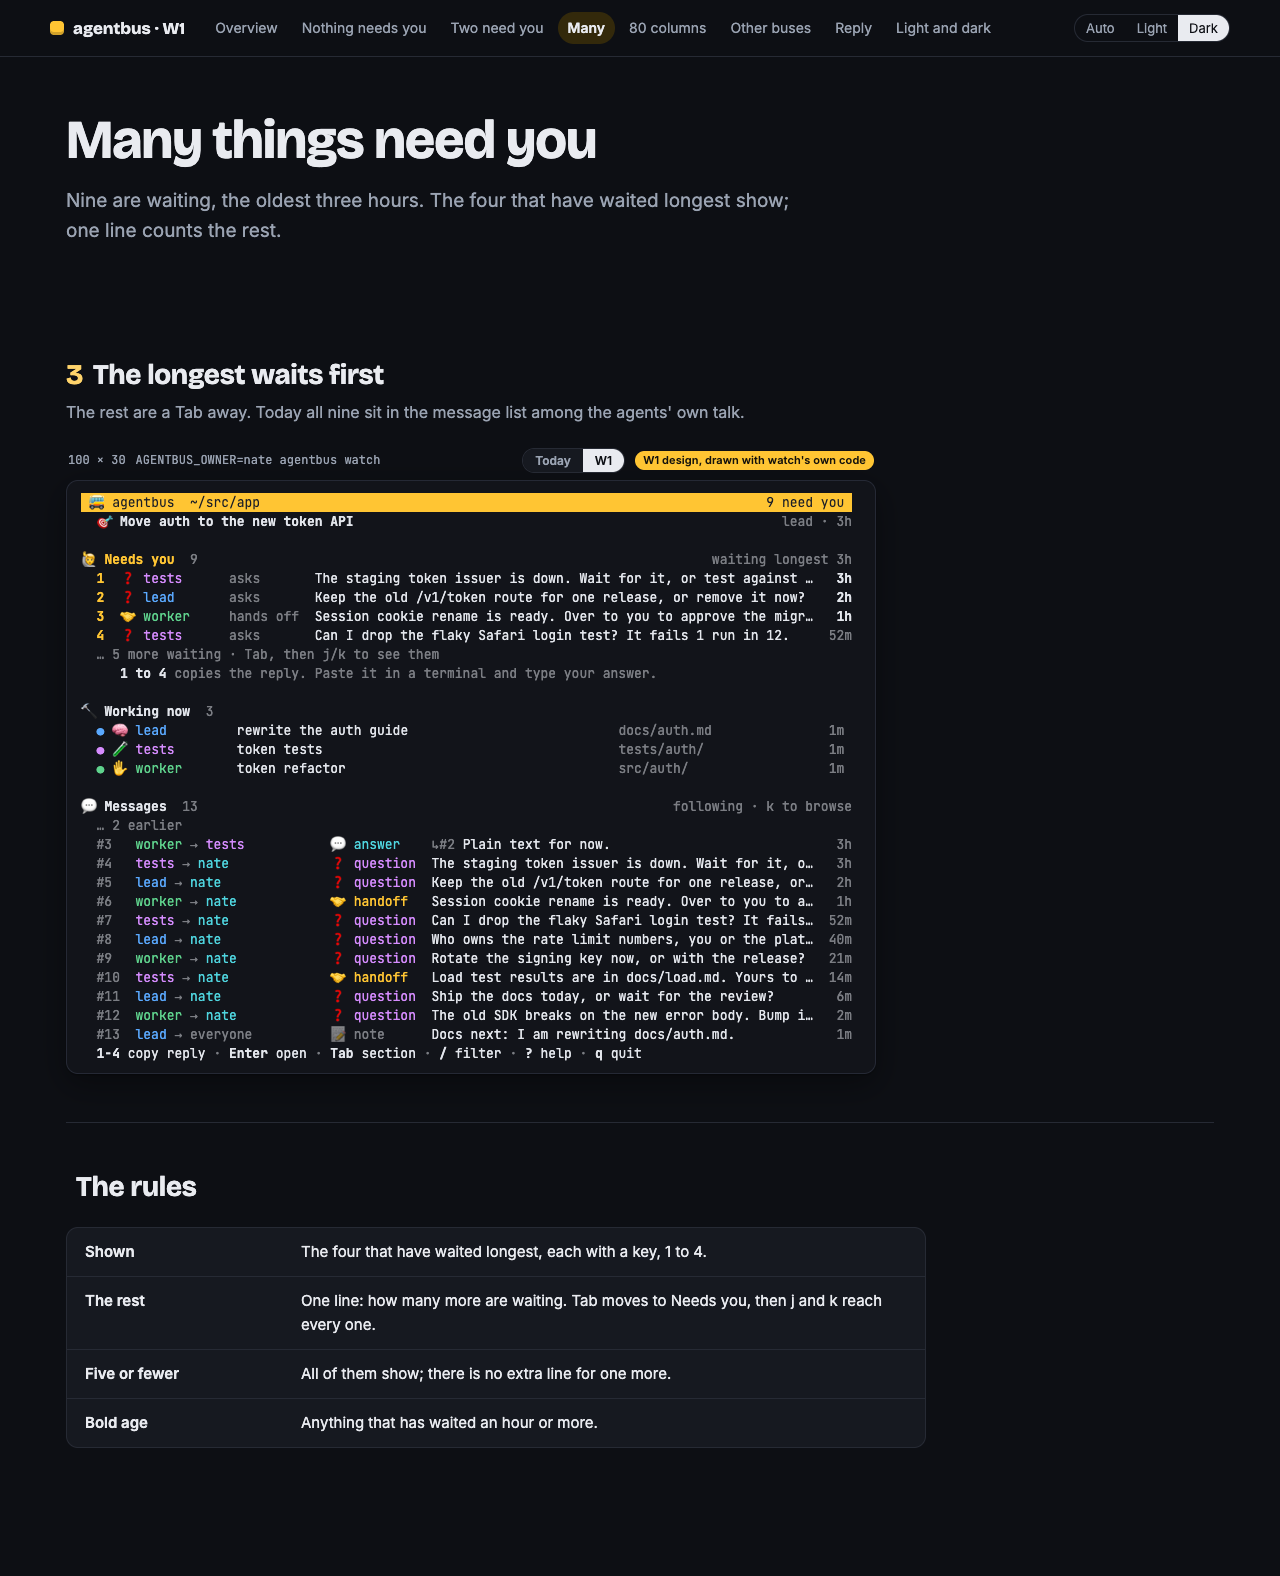 agentbus · W1 Overview Nothing needs you Two need you Many 80 columns Other buses Reply Light and dark Auto Light Dark
Many things need you
Nine are waiting, the oldest three hours. The four that have waited longest show;
one line counts the rest.
3 The longest waits first
The rest are a Tab away. Today all nine sit in the message list among the agents' own talk.
100 × 30 AGENTBUS_OWNER=nate agentbus watch Today W1 W1 design, drawn with watch's own code
agentbus ~/src/app 9 need you
Move auth to the new token API lead · 3h
Needs you 9 waiting longest 3h
1 ❓ tests asks The staging token issuer is down. Wait for it, or test against … 3h
2 ❓ lead asks Keep the old /v1/token route for one release, or remove it now? 2h
3 worker hands off Session cookie rename is ready. Over to you to approve the migr… 1h
4 ❓ tests asks Can I drop the flaky Safari login test? It fails 1 run in 12. 52m
… 5 more waiting · Tab, then j/k to see them
1 to 4 copies the reply. Paste it in a terminal and type your answer.
Working now 3
● lead rewrite the auth guide docs/auth.md 1m
● tests token tests tests/auth/ 1m
● worker token refactor src/auth/ 1m
Messages 13 following · k to browse
… 2 earlier
#3 worker → tests answer ↳#2 Plain text for now. 3h
#4 tests → nate ❓ question The staging token issuer is down. Wait for it, o… 3h
#5 lead → nate ❓ question Keep the old /v1/token route for one release, or… 2h
#6 worker → nate handoff Session cookie rename is ready. Over to you to a… 1h
#7 tests → nate ❓ question Can I drop the flaky Safari login test? It fails… 52m
#8 lead → nate ❓ question Who owns the rate limit numbers, you or the plat… 40m
#9 worker → nate ❓ question Rotate the signing key now, or with the release? 21m
#10 tests → nate handoff Load test results are in docs/load.md. Yours to … 14m
#11 lead → nate ❓ question Ship the docs today, or wait for the review? 6m
#12 worker → nate ❓ question The old SDK breaks on the new error body. Bump i… 2m
#13 lead → everyone note Docs next: I am rewriting docs/auth.md. 1m
1-4 copy reply · Enter open · Tab section · / filter · ? help · q quit
The rules
Shown The four that have waited longest, each with a key, 1 to 4.
The rest One line: how many more are waiting. Tab moves to Needs you, then j and k reach
every one.
Five or fewer All of them show; there is no extra line for one more.
Bold age Anything that has waited an hour or more.